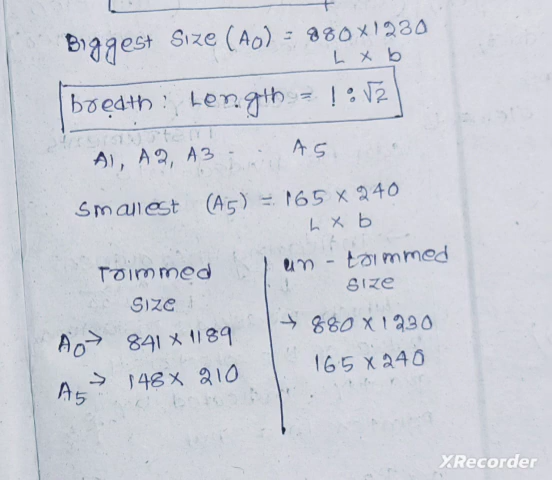 Biggest Size (A0) = 880 x 1230
L x b
breadth : Length = 1 : √2
A1, A2, A3 - - A5
Smallest (A5) = 165 x 240
L x b
Trimmed Size
A0 → 841 x 1189
A5 → 148 x 210
un - trimmed Size
→ 880 x 1230
165 x 240
XRecorder